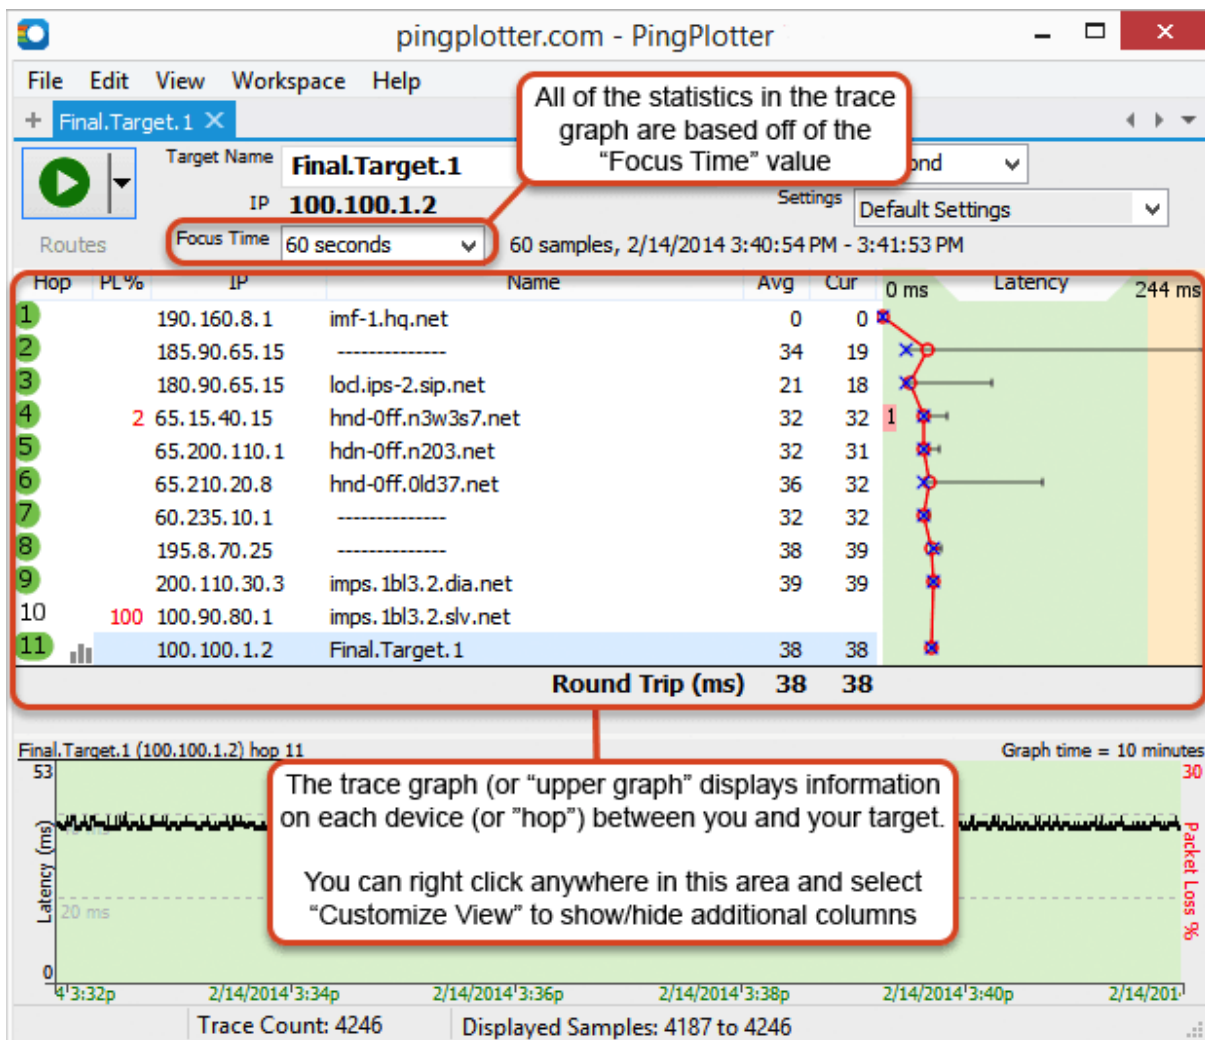 pingplotter.com - PingPlotter
File Edit View Workspace Help
+ Final.Target.1
All of the statistics in the trace
graph are based off of the
“Focus Time” value
Target Name Final.Target.1
IP 100.100.1.2
Settings Default Settings
Routes
Focus Time 60 seconds 60 samples, 2/14/2014 3:40:54 PM - 3:41:53 PM
Hop PL% IP Name Avg Cur 0 ms Latency 244 ms
1 190.160.8.1 imf-1.hq.net 0 0
2 185.90.65.15 -------------- 34 19
3 180.90.65.15 locl.ips-2.sip.net 21 18
4 2 65.15.40.15 hnd-0ff.n3w3s7.net 32 32 1
5 65.200.110.1 hdn-0ff.n203.net 32 31
6 65.210.20.8 hnd-0ff.0ld37.net 36 32
7 60.235.10.1 -------------- 32 32
8 195.8.70.25 -------------- 38 39
9 200.110.30.3 imps.1bl3.2.dia.net 39 39
10 100 100.90.80.1 imps.1bl3.2.slv.net
11 100.100.1.2 Final.Target.1 38 38
Round Trip (ms) 38 38
Final.Target.1 (100.100.1.2) hop 11 Graph time = 10 minutes
53 30
The trace graph (or “upper graph” displays information
on each device (or "hop") between you and your target.
You can right click anywhere in this area and select
“Customize View” to show/hide additional columns
Latency (ms)
Packet Loss %
20 ms
0
4 3:32p 2/14/2014 3:34p 2/14/2014 3:36p 2/14/2014 3:38p 2/14/2014 3:40p 2/14/201
Trace Count: 4246 Displayed Samples: 4187 to 4246